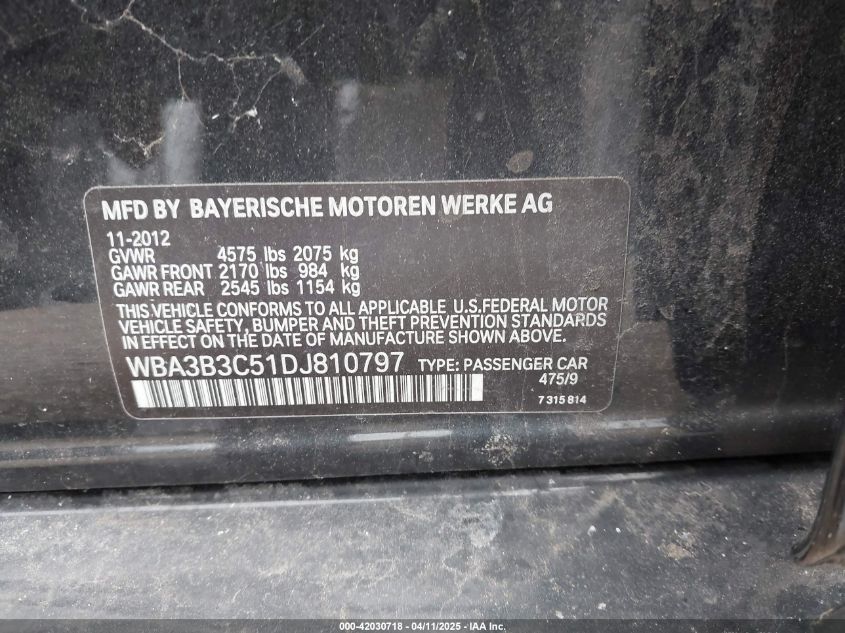 MFD BY BAYERISCHE MOTOREN WERKE AG
11-2012
GVWR 4575 lbs 2075 kg
GAWR FRONT 2170 lbs 984 kg
GAWR REAR 2545 lbs 1154 kg
THIS VEHICLE CONFORMS TO ALL APPLICABLE U.S.FEDERAL MOTOR
VEHICLE SAFETY, BUMPER AND THEFT PREVENTION STANDARDS
IN EFFECT ON THE DATE OF MANUFACTURE SHOWN ABOVE.
WBA3B3C51DJ810797 TYPE: PASSENGER CAR
475/9
7 315 814
000-42030718 - 04/11/2025 - IAA Inc.